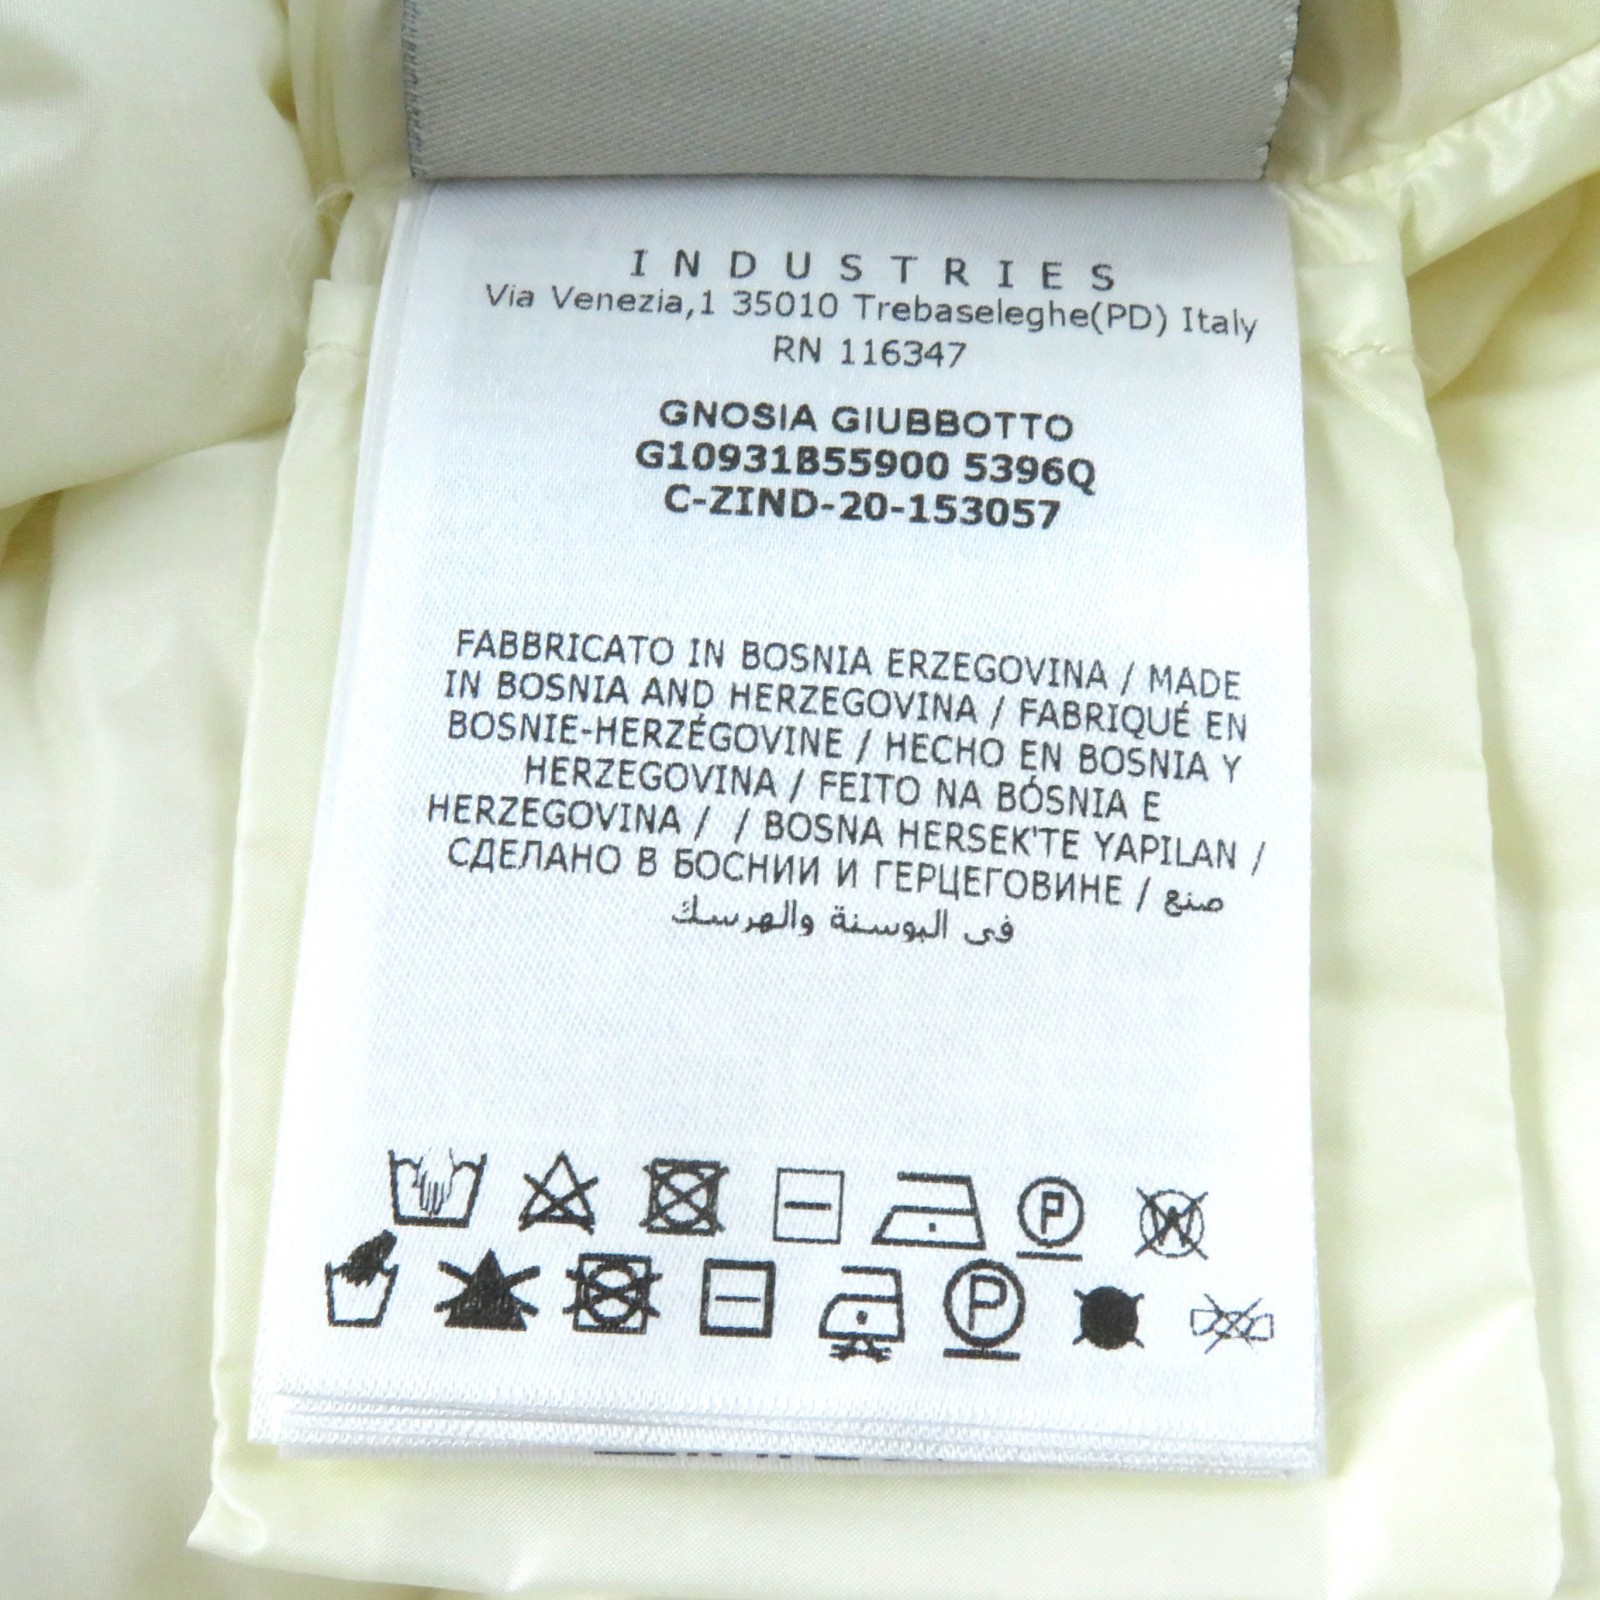 INDUSTRIES
Via Venezia,1 35010 Trebaseleghe(PD) Italy
RN 116347
GNOSIA GIUBBOTTO
G10931B55900 5396Q
C-ZIND-20-153057
FABBRICATO IN BOSNIA ERZEGOVINA / MADE
IN BOSNIA AND HERZEGOVINA / FABRIQUÉ EN
BOSNIE-HERZÉGOVINE / HECHO EN BOSNIA Y
HERZEGOVINA / FEITO NA BÓSNIA E
HERZEGOVINA / / BOSNA HERSEK'TE YAPILAN /
СДЕЛАНО В БОСНИИ И ГЕРЦЕГОВИНЕ / صنع
في البوسنة والهرسك
P W
P